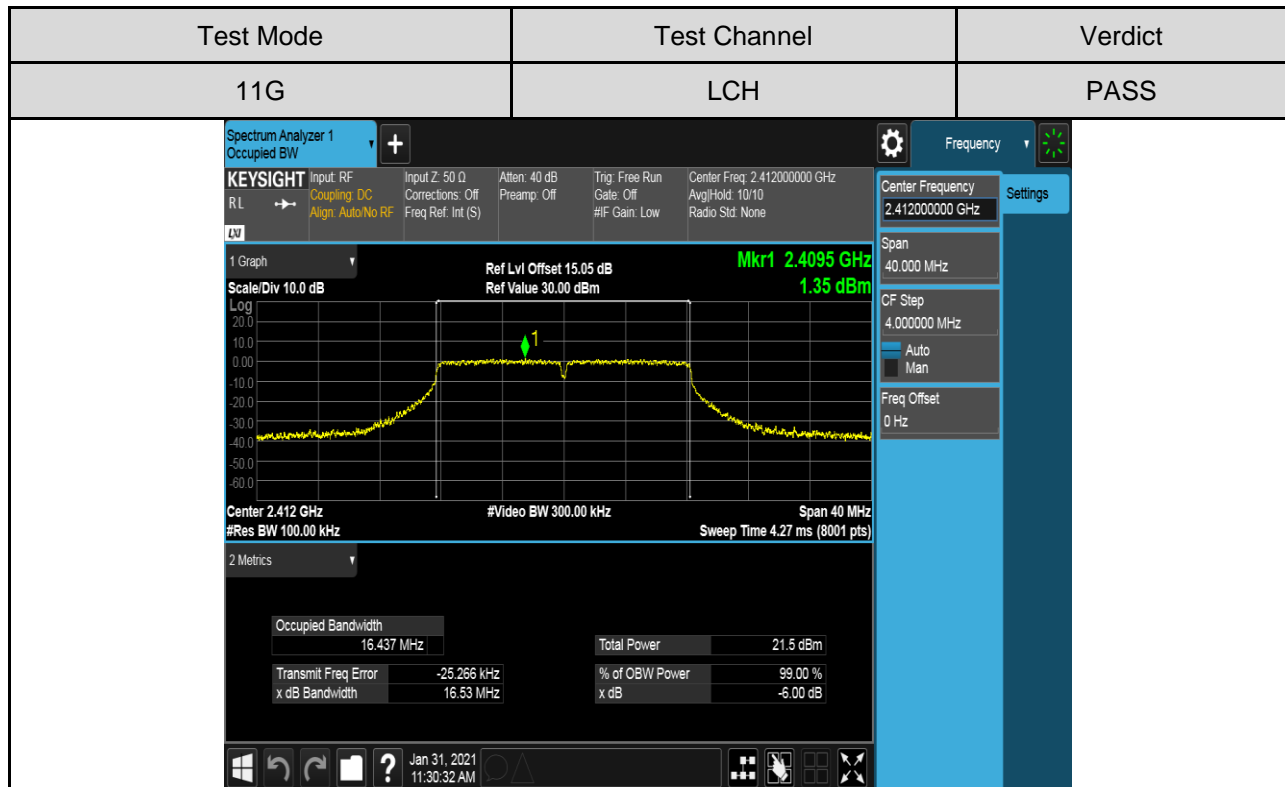 Test Mode Test Channel Verdict
11G LCH PASS
Spectrum Analyzer 1
Occupied BW
+
Frequency
KEYSIGHT Input: RF Input Z: 50 Ω Atten: 40 dB Trig: Free Run Center Freq: 2.412000000 GHz
RL Coupling: DC Corrections: Off Preamp: Off Gate: Off Avg|Hold: 10/10
Align: Auto/No RF Freq Ref: Int (S) #IF Gain: Low Radio Std: None
LXI
Center Frequency
2.412000000 GHz
Settings
Span
40.000 MHz
CF Step
4.000000 MHz
Auto
Man
Freq Offset
0 Hz
1 Graph Ref Lvl Offset 15.05 dB Mkr1 2.4095 GHz
Scale/Div 10.0 dB Ref Value 30.00 dBm 1.35 dBm
Log
20.0
10.0
1
0.00
-10.0
-20.0
-30.0
-40.0
-50.0
-60.0
Center 2.412 GHz #Video BW 300.00 kHz Span 40 MHz
#Res BW 100.00 kHz Sweep Time 4.27 ms (8001 pts)
2 Metrics
Occupied Bandwidth
16.437 MHz Total Power 21.5 dBm
Transmit Freq Error -25.266 kHz % of OBW Power 99.00 %
x dB Bandwidth 16.53 MHz x dB -6.00 dB
? Jan 31, 2021
11:30:32 AM